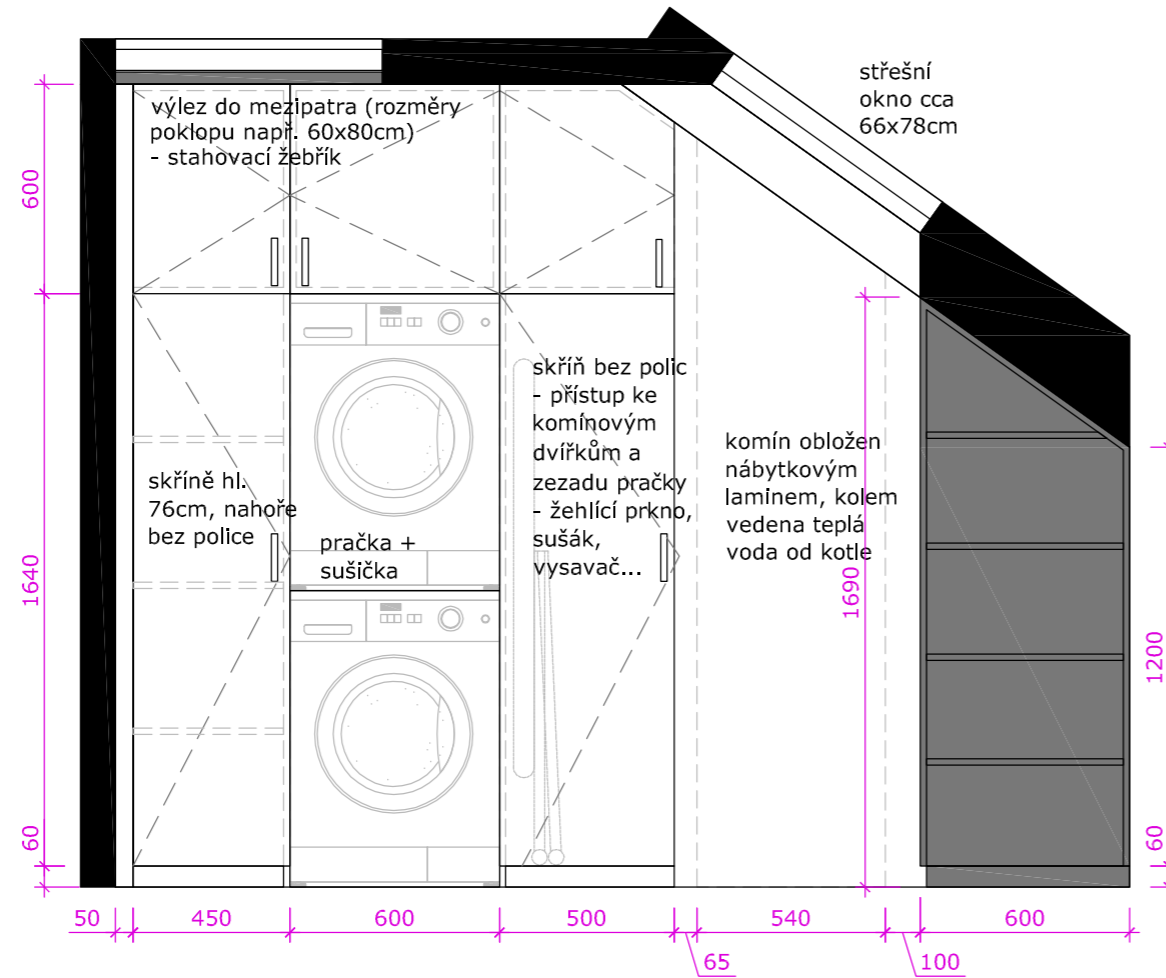 střešní
okno cca
66x78cm
výlez do mezipatra (rozměry
poklopu např. 60x80cm)
- stahovací žebřík
600
skříň bez polic
- přístup ke
komínovým
dvířkům a
zezadu pračky
- žehlící prkno,
sušák,
vysavač...
komín obložen
nábytkovým
laminem, kolem
vedena teplá
voda od kotle
skříně hl.
76cm, nahoře
bez police
pračka +
sušička
1640
1690
1200
60
60
50
450
600
500
65
540
100
600